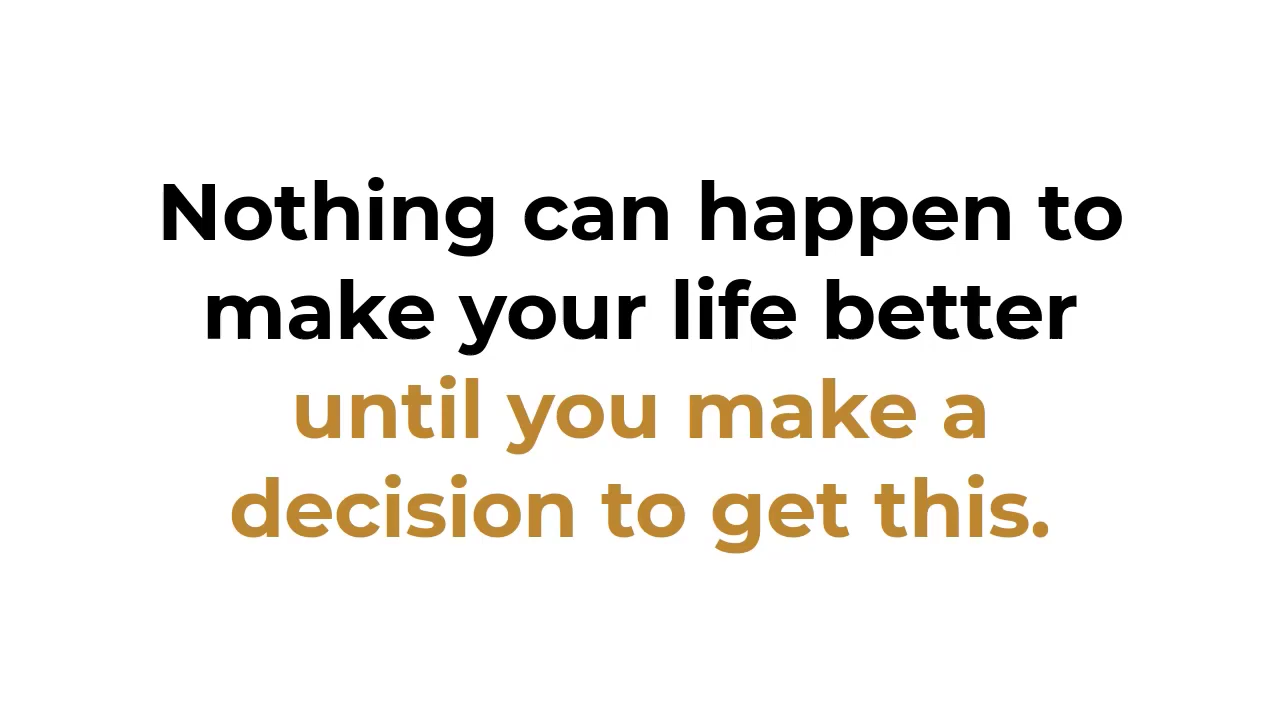 Nothing can happen to
make your life better
until you make a
decision to get this.